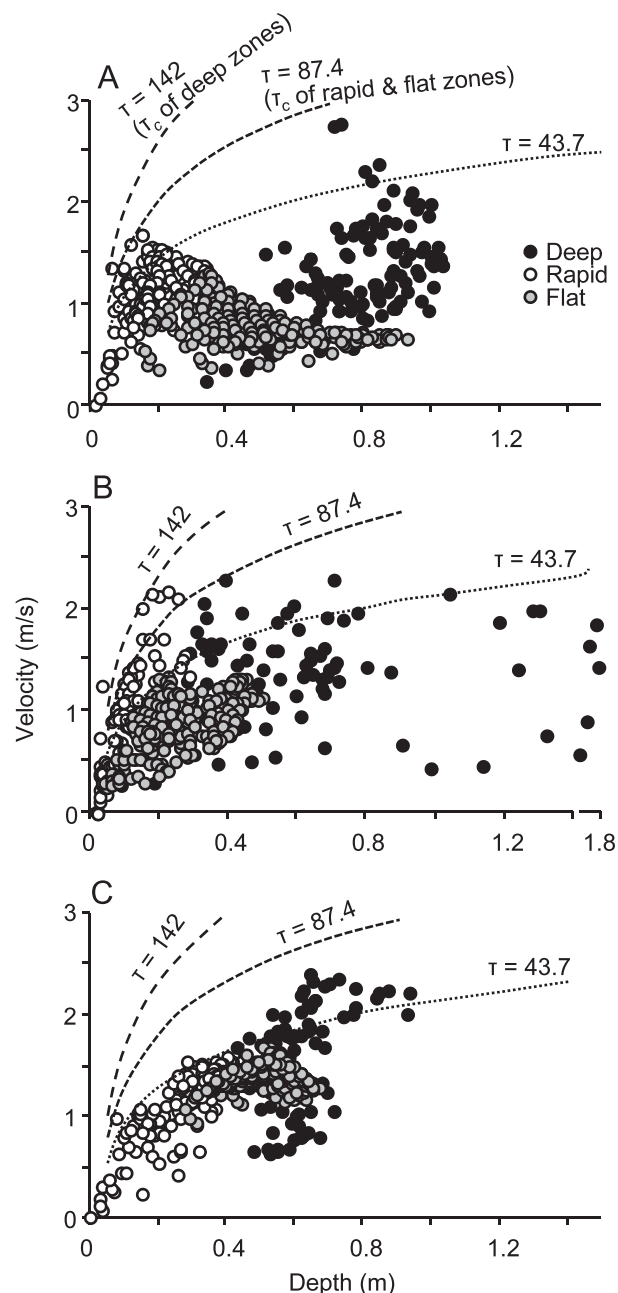 A
τ = 142
(τc of deep zones)
τ = 87.4
(τc of rapid & flat zones)
τ = 43.7
3
2
1
0
Deep
Rapid
Flat
0 0.4 0.8 1.2
B
τ = 142
τ = 87.4
τ = 43.7
3
2
1
0
Velocity (m/s)
0 0.4 0.8 1.2 1.8
C
τ = 142
τ = 87.4
τ = 43.7
3
2
1
0
0 0.4 0.8 1.2
Depth (m)